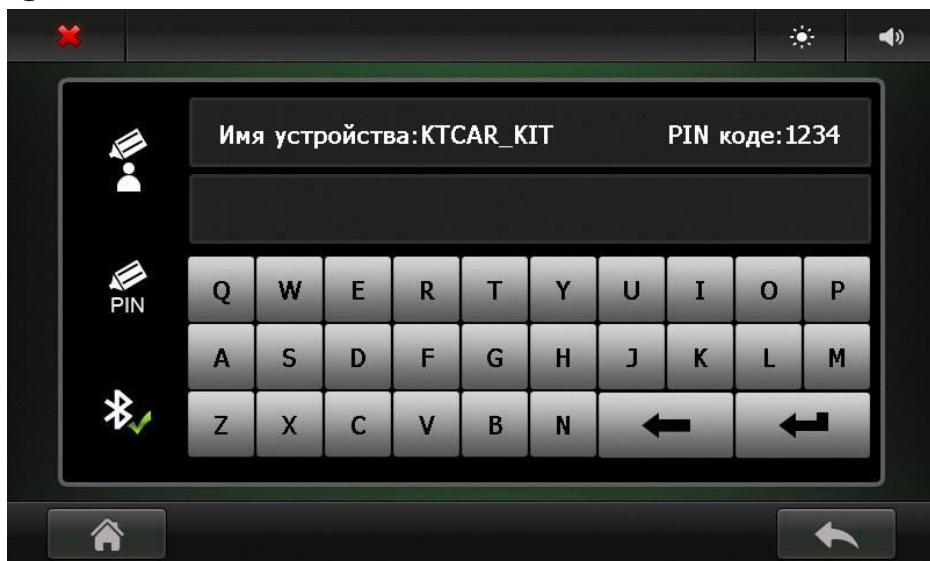 Имя устройства:KTCAR_KIT PIN коде:1234
PIN
Q W E R T Y U I O P
A S D F G H J K L M
Z X C V B N